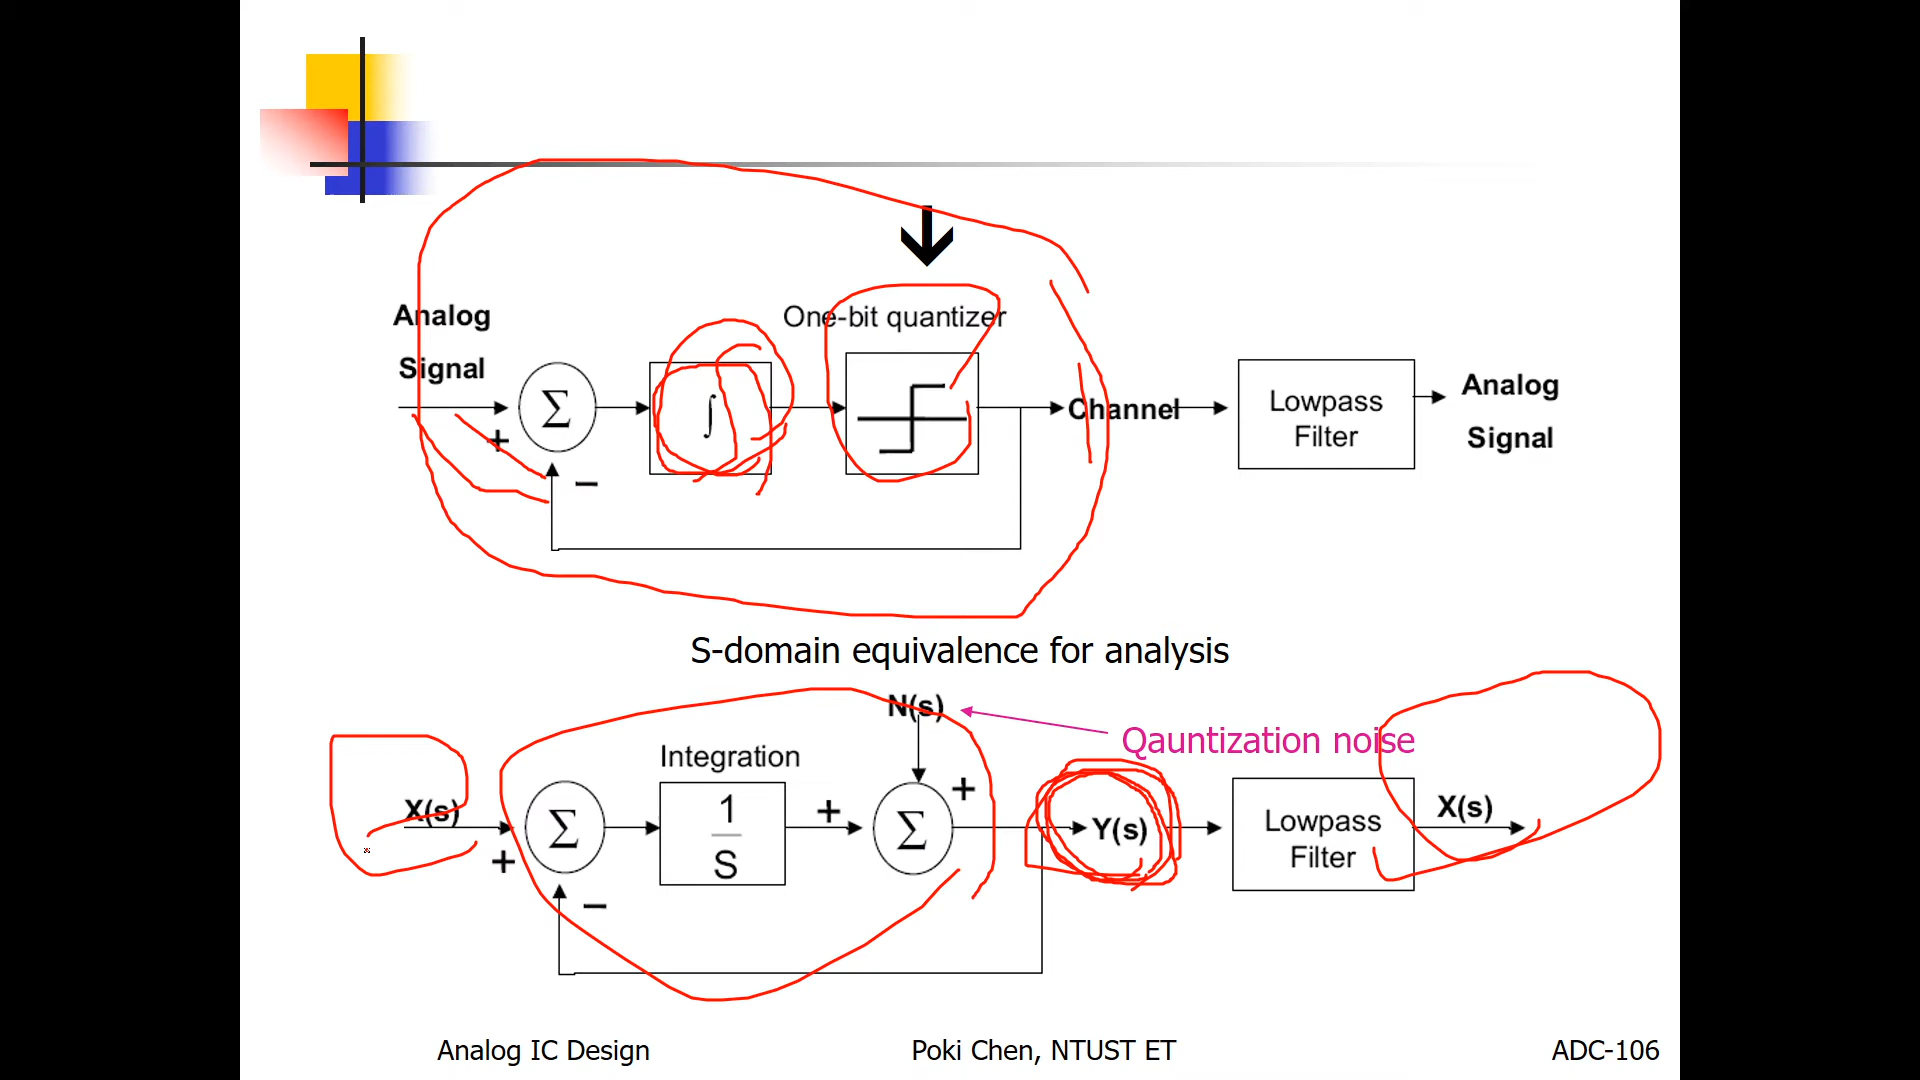 One-bit quantizer
Analog
Signal
Σ
+
−
∫
Channel
Lowpass
Filter
Analog
Signal
S-domain equivalence for analysis
N(s)
Qauntization noise
Integration
X(s)
+
Σ
−
1
S
+
Σ
+
Y(s)
Lowpass
Filter
X(s)
Analog IC Design
Poki Chen, NTUST ET
ADC-106